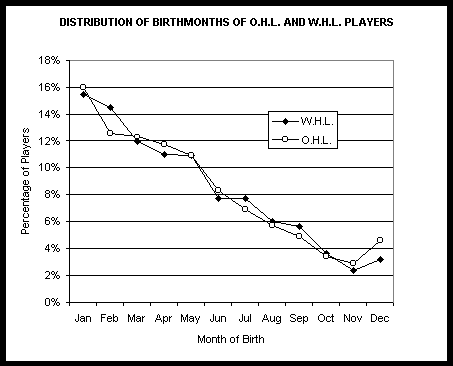 DISTRIBUTION OF BIRTHMONTHS OF O.H.L. AND W.H.L. PLAYERS
18%
16%
14%
12%
10%
8%
6%
4%
2%
0%
Percentage of Players
W.H.L.
O.H.L.
Jan Feb Mar Apr May Jun Jul Aug Sep Oct Nov Dec
Month of Birth